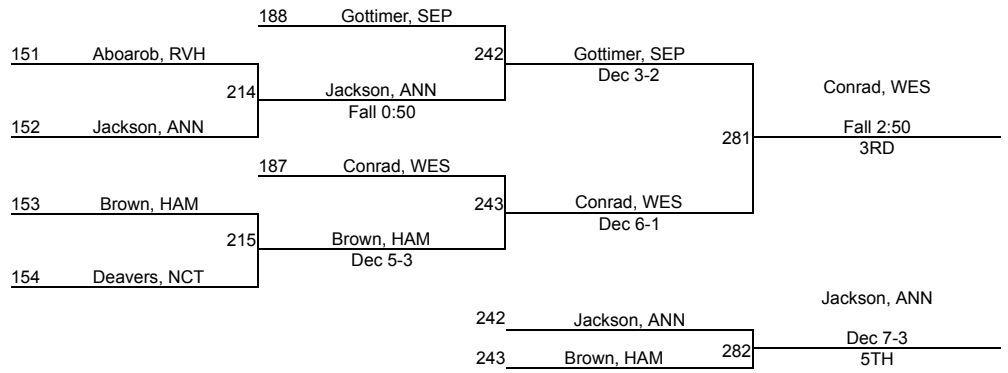 188 Gottimer, SEP
151 Aboarob, RVH
242 Gottimer, SEP
Dec 3-2
214 Jackson, ANN
Fall 0:50
Conrad, WES
152 Jackson, ANN
281 Fall 2:50
3RD
187 Conrad, WES
153 Brown, HAM
243 Conrad, WES
Dec 6-1
215 Brown, HAM
Dec 5-3
154 Deavers, NCT
Jackson, ANN
242 Jackson, ANN
Dec 7-3
243 Brown, HAM
282 5TH